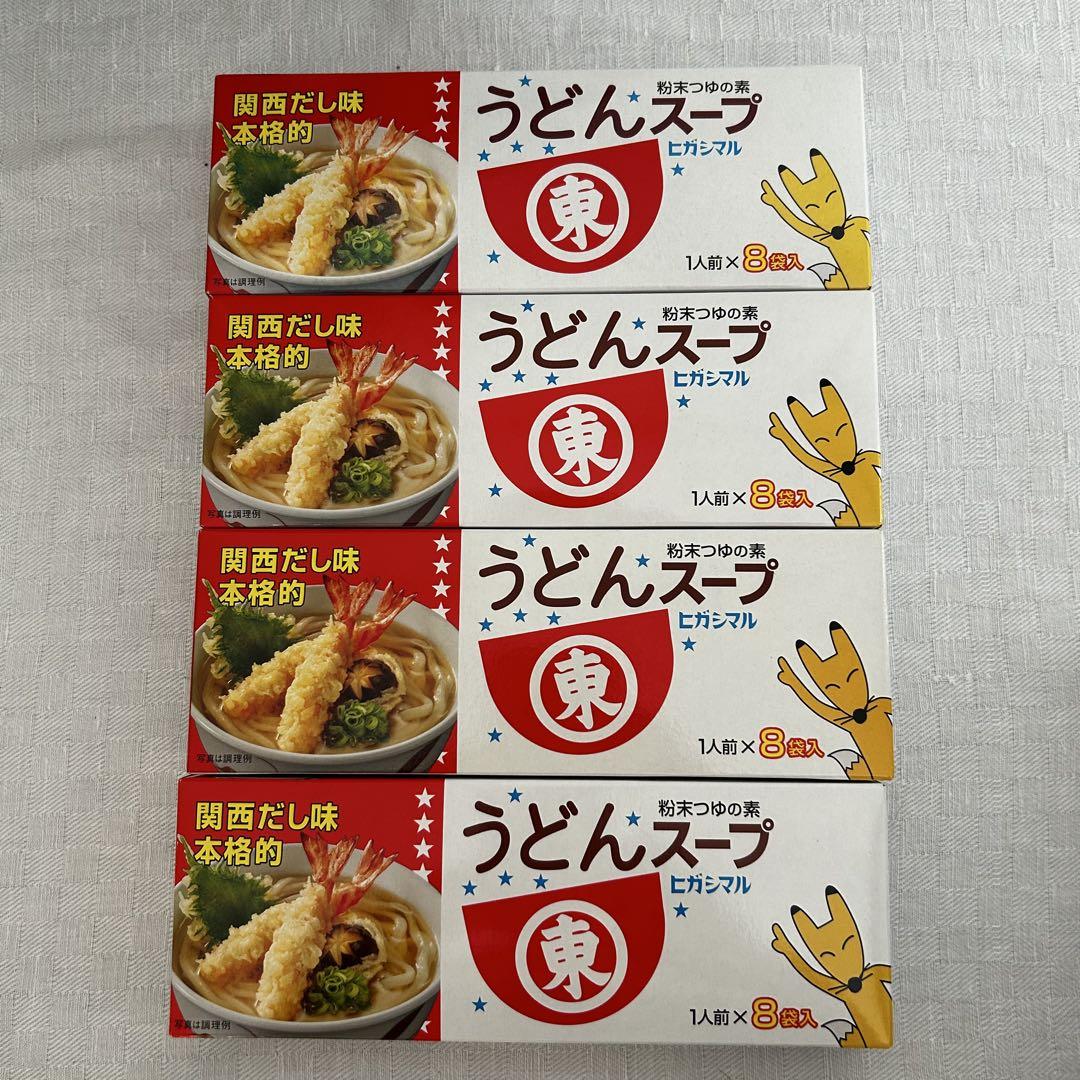 関西だし味
本格的
写真は調理例
粉末つゆの素
うどんスープ
ヒガシマル
東
1人前×8袋入
関西だし味
本格的
写真は調理例
粉末つゆの素
うどんスープ
ヒガシマル
東
1人前×8袋入
関西だし味
本格的
写真は調理例
粉末つゆの素
うどんスープ
ヒガシマル
東
1人前×8袋入
関西だし味
本格的
写真は調理例
粉末つゆの素
うどんスープ
ヒガシマル
東
1人前×8袋入